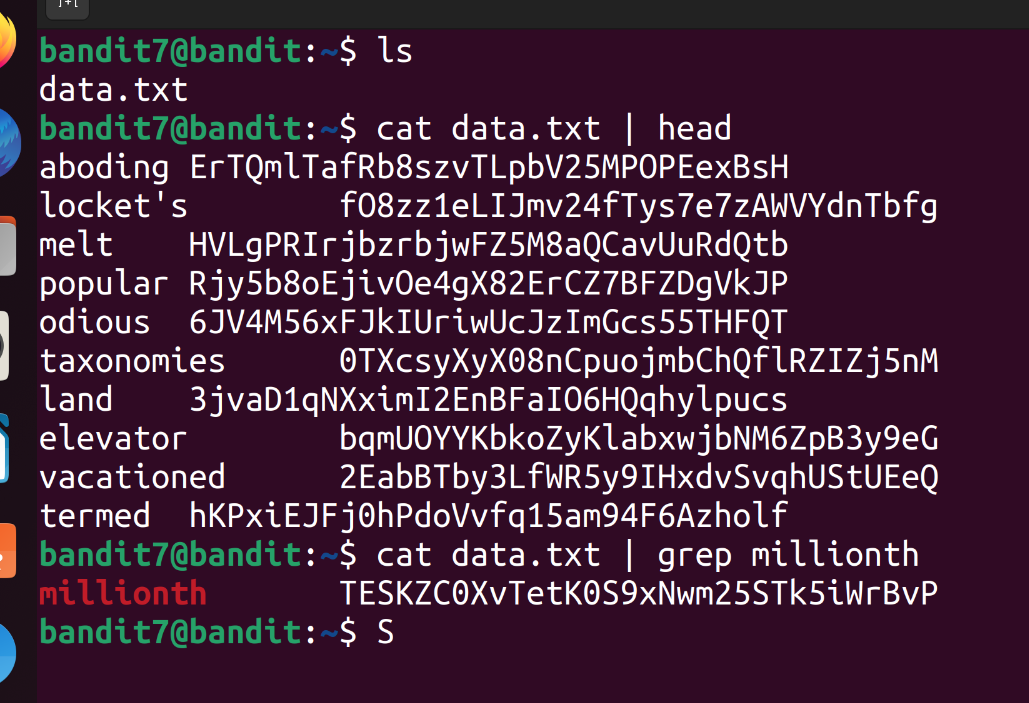 bandit7@bandit:~$ ls
data.txt
bandit7@bandit:~$ cat data.txt | head
aboding ErTQmlTafRb8szvTLpbV25MPOPEexBsH
locket's        fO8zz1eLIJmv24fTys7e7zAWVYdnTbfg
melt    HVLgPRIrjbzrbjwFZ5M8aQCavUuRdQtb
popular Rjy5b8oEjivOe4gX82ErCZ7BFZDgVkJP
odious  6JV4M56xFJkIUriwUcJzImGcs55THFQT
taxonomies      0TXcsyXyX08nCpuojmbChQflRZIZj5nM
land    3jvaD1qNXximI2EnBFaIO6HQqhylpucs
elevator        bqmUOYYKbkoZyKlabxwjbNM6ZpB3y9eG
vacationed      2EabBTby3LfWR5y9IHxdvSvqhUStUEeQ
termed  hKPxiEJFj0hPdoVvfq15am94F6Azholf
bandit7@bandit:~$ cat data.txt | grep millionth
millionth       TESKZC0XvTetK0S9xNwm25STk5iWrBvP
bandit7@bandit:~$ S